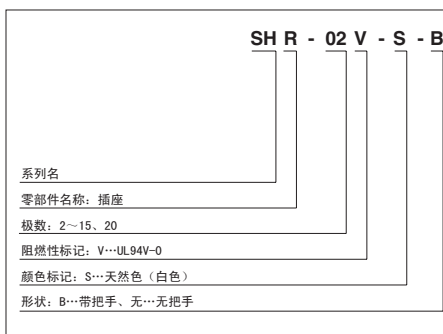 SH R - 02 V - S - B
系列名
零部件名称：插座
极数：2～15、20
阻燃性标记：V…UL94V-0
颜色标记：S…天然色（白色）
形状：B…带把手、无…无把手